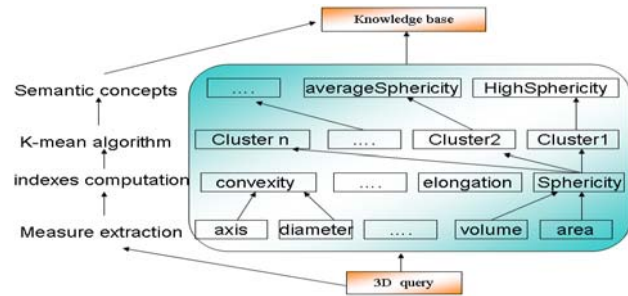 Knowledge base
Semantic concepts
.... averageSphericity HighSphericity
K-mean algorithm
Cluster n .... Cluster2 Cluster1
indexes computation
convexity .... elongation Sphericity
Measure extraction
axis diameter .... volume area
3D query